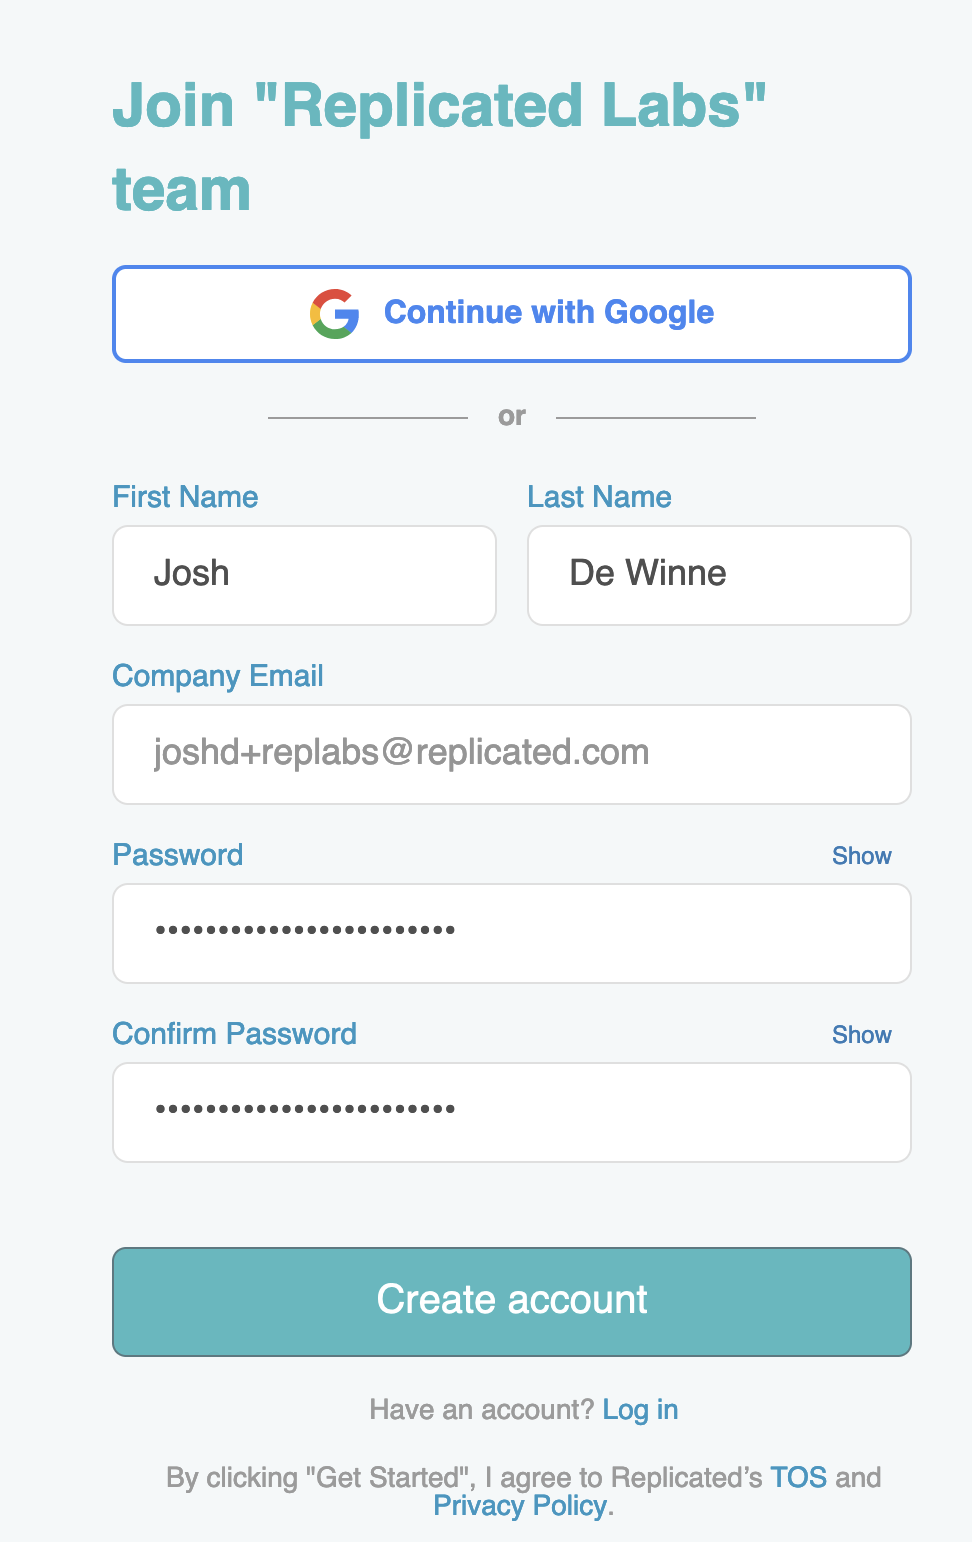 Join "Replicated Labs"
team
Continue with Google
or
First Name Last Name
Josh De Winne
Company Email
joshd+replabs@replicated.com
Password Show
••••••••••••••••••••••••
Confirm Password Show
••••••••••••••••••••••••
Create account
Have an account? Log in
By clicking "Get Started", I agree to Replicated’s TOS and
Privacy Policy.